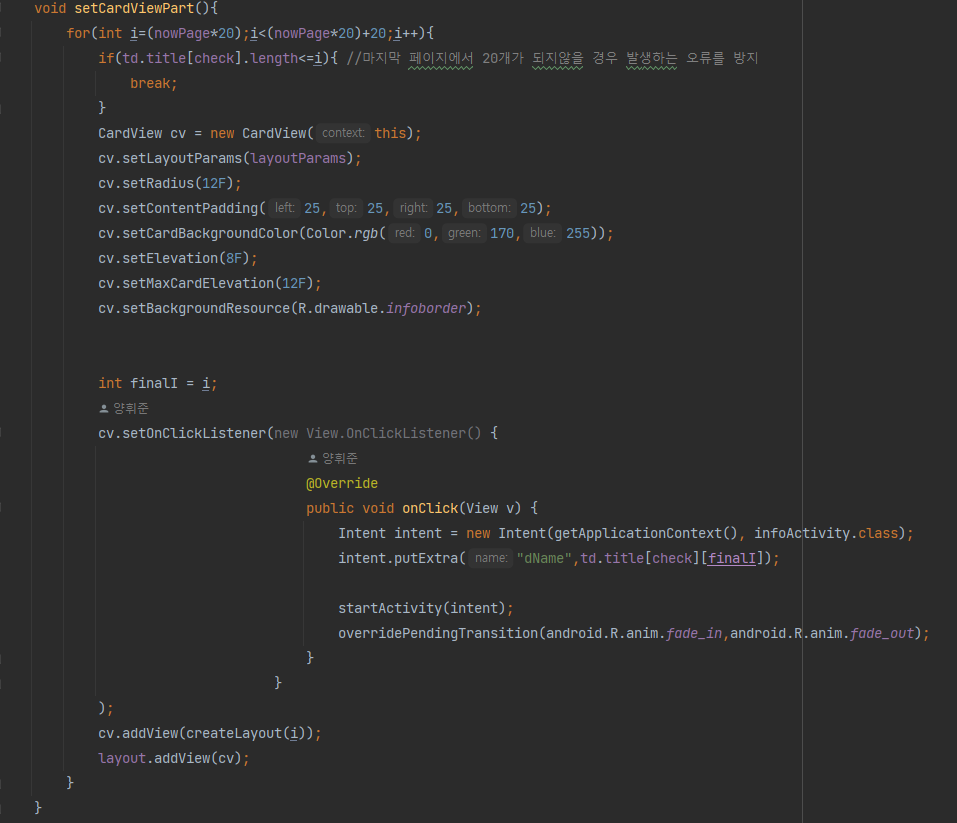 void setCardViewPart(){
for(int i=(nowPage*20);i<(nowPage*20)+20;i++){
if(td.title[check].length<=i){ //마지막 페이지에서 20개가 되지않을 경우 발생하는 오류를 방지
break;
}
CardView cv = new CardView( context: this);
cv.setLayoutParams(layoutParams);
cv.setRadius(12F);
cv.setContentPadding( left: 25, top: 25, right: 25, bottom: 25);
cv.setCardBackgroundColor(Color.rgb( red: 0, green: 170, blue: 255));
cv.setElevation(8F);
cv.setMaxCardElevation(12F);
cv.setBackgroundResource(R.drawable.infoborder);
int finalI = i;
양휘준
cv.setOnClickListener(new View.OnClickListener() {
양휘준
@Override
public void onClick(View v) {
Intent intent = new Intent(getApplicationContext(), infoActivity.class);
intent.putExtra( name: "dName",td.title[check][finalI]);
startActivity(intent);
overridePendingTransition(android.R.anim.fade_in,android.R.anim.fade_out);
}
}
);
cv.addView(createLayout(i));
layout.addView(cv);
}
}